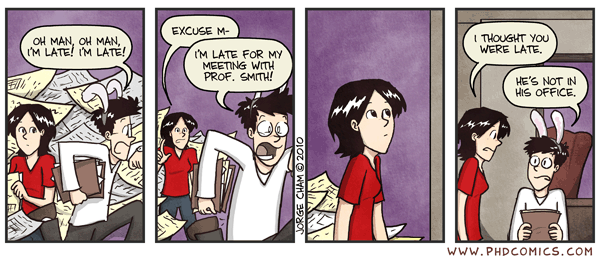 OH MAN, OH MAN,
I'M LATE! I'M LATE!
EXCUSE M-
I'M LATE FOR MY
MEETING WITH
PROF. SMITH!
JORGE CHAM © 2010
I THOUGHT YOU
WERE LATE.
HE'S NOT IN
HIS OFFICE.
WWW.PHDCOMICS.COM